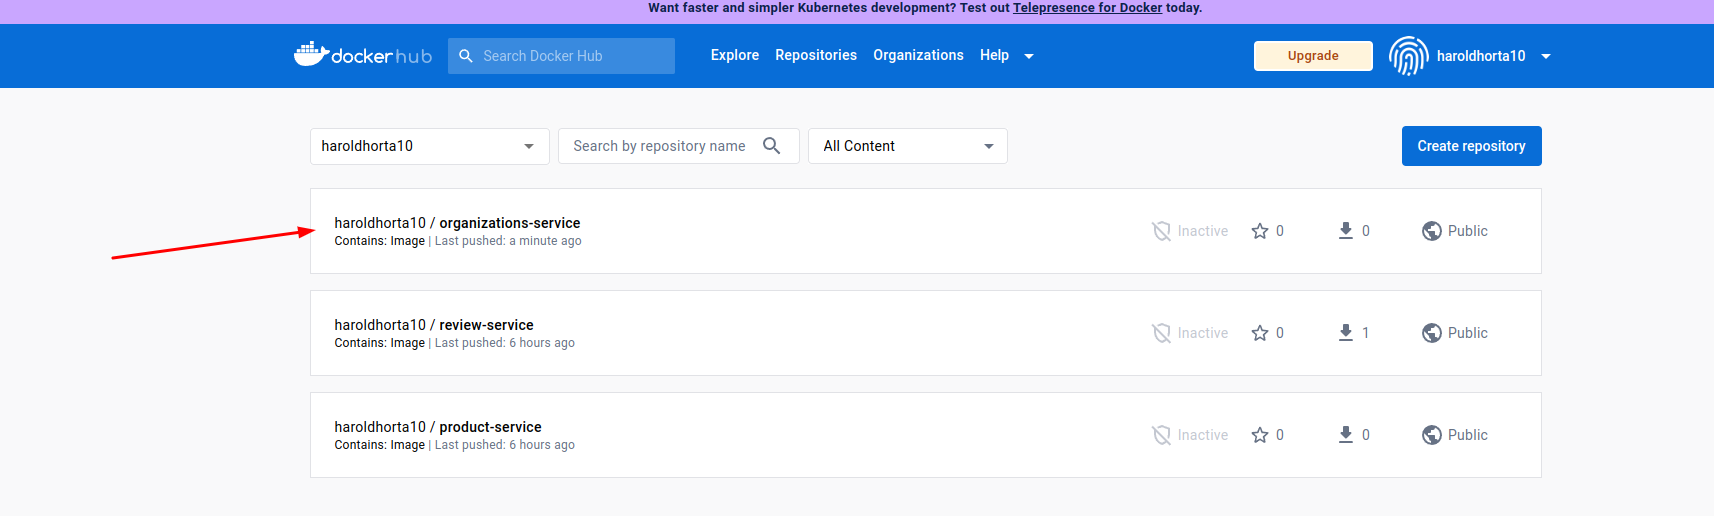 Want faster and simpler Kubernetes development? Test out Telepresence for Docker today.
dockerhub Search Docker Hub Explore Repositories Organizations Help Upgrade haroldhorta10
haroldhorta10 Search by repository name All Content Create repository
haroldhorta10 / organizations-service
Contains: Image | Last pushed: a minute ago
Inactive 0 0 Public
haroldhorta10 / review-service
Contains: Image | Last pushed: 6 hours ago
Inactive 0 1 Public
haroldhorta10 / product-service
Contains: Image | Last pushed: 6 hours ago
Inactive 0 0 Public